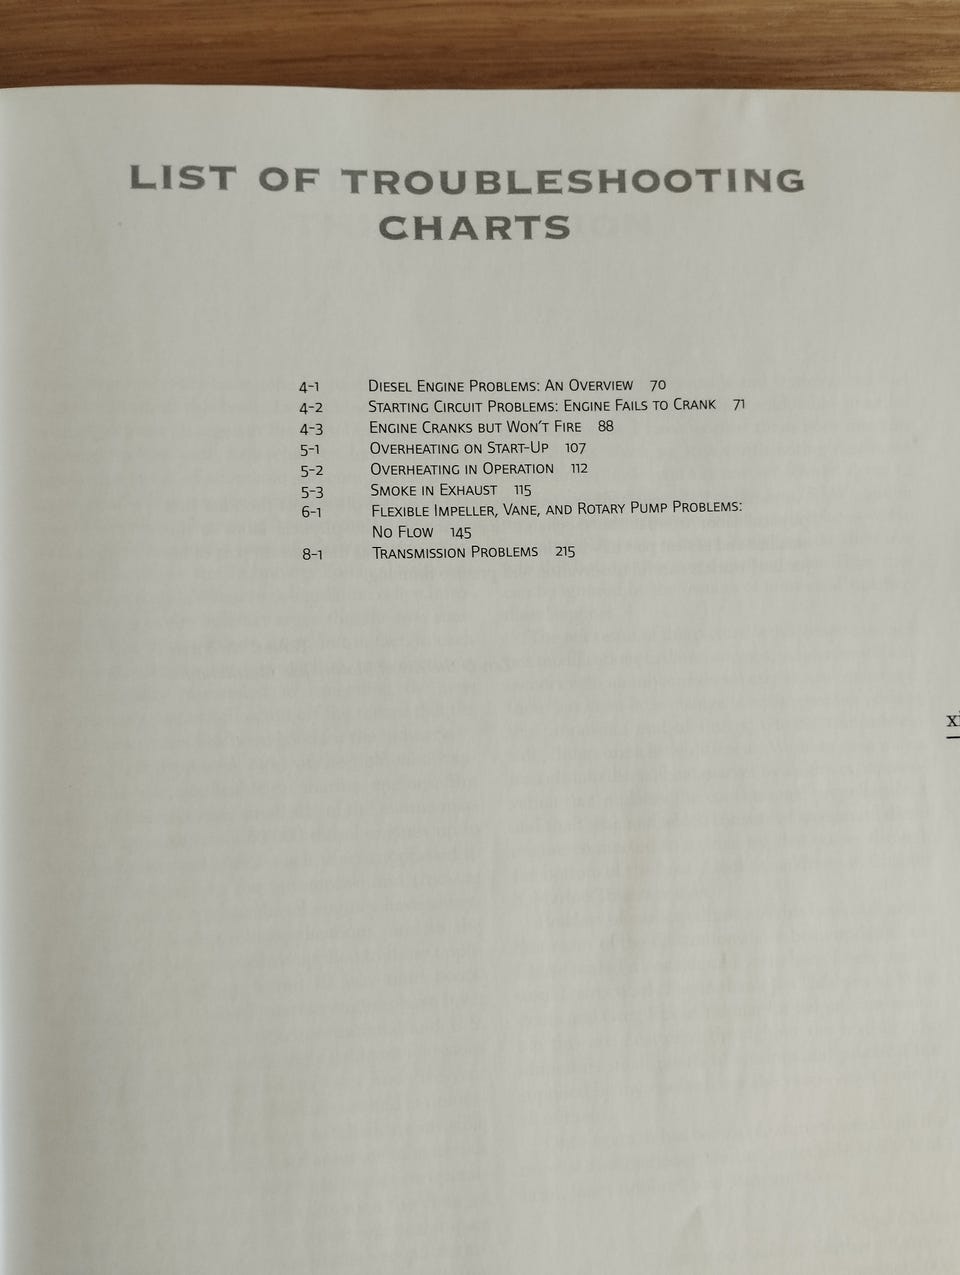 LIST OF TROUBLESHOOTING
CHARTS
4-1 DIESEL ENGINE PROBLEMS: AN OVERVIEW 70
4-2 STARTING CIRCUIT PROBLEMS: ENGINE FAILS TO CRANK 71
4-3 ENGINE CRANKS BUT WON'T FIRE 88
5-1 OVERHEATING ON START-UP 107
5-2 OVERHEATING IN OPERATION 112
5-3 SMOKE IN EXHAUST 115
6-1 FLEXIBLE IMPELLER, VANE, AND ROTARY PUMP PROBLEMS:
NO FLOW 145
8-1 TRANSMISSION PROBLEMS 215